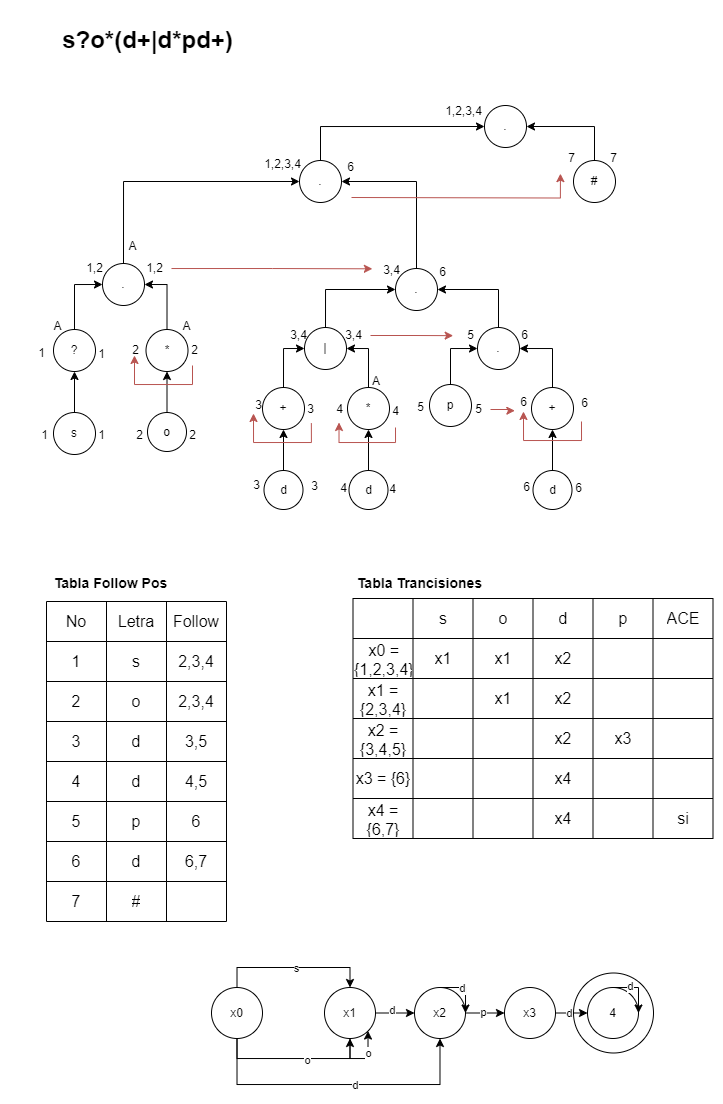 s?o*(d+|d*pd+)
1,2,3,4 .
1,2,3,4 . 6 7 # 7
A
1,2 . 1,2 3,4 . 6
A A
1 ? 1 2 * 2 3,4 | 3,4 5 . 6
A
3 + 3 4 * 4 5 p 5 6 + 6
1 s 1 2 o 2
3 d 3 4 d 4 6 d 6
Tabla Follow Pos
No Letra Follow
1 s 2,3,4
2 o 2,3,4
3 d 3,5
4 d 4,5
5 p 6
6 d 6,7
7 #
Tabla Trancisiones
s o d p ACE
x0 =
{1,2,3,4} x1 x1 x2
x1 =
{2,3,4} x1 x2
x2 =
{3,4,5} x2 x3
x3 = {6} x4
x4 =
{6,7} x4 si
s
d d
x0 x1 d x2 p x3 d 4
o o
d